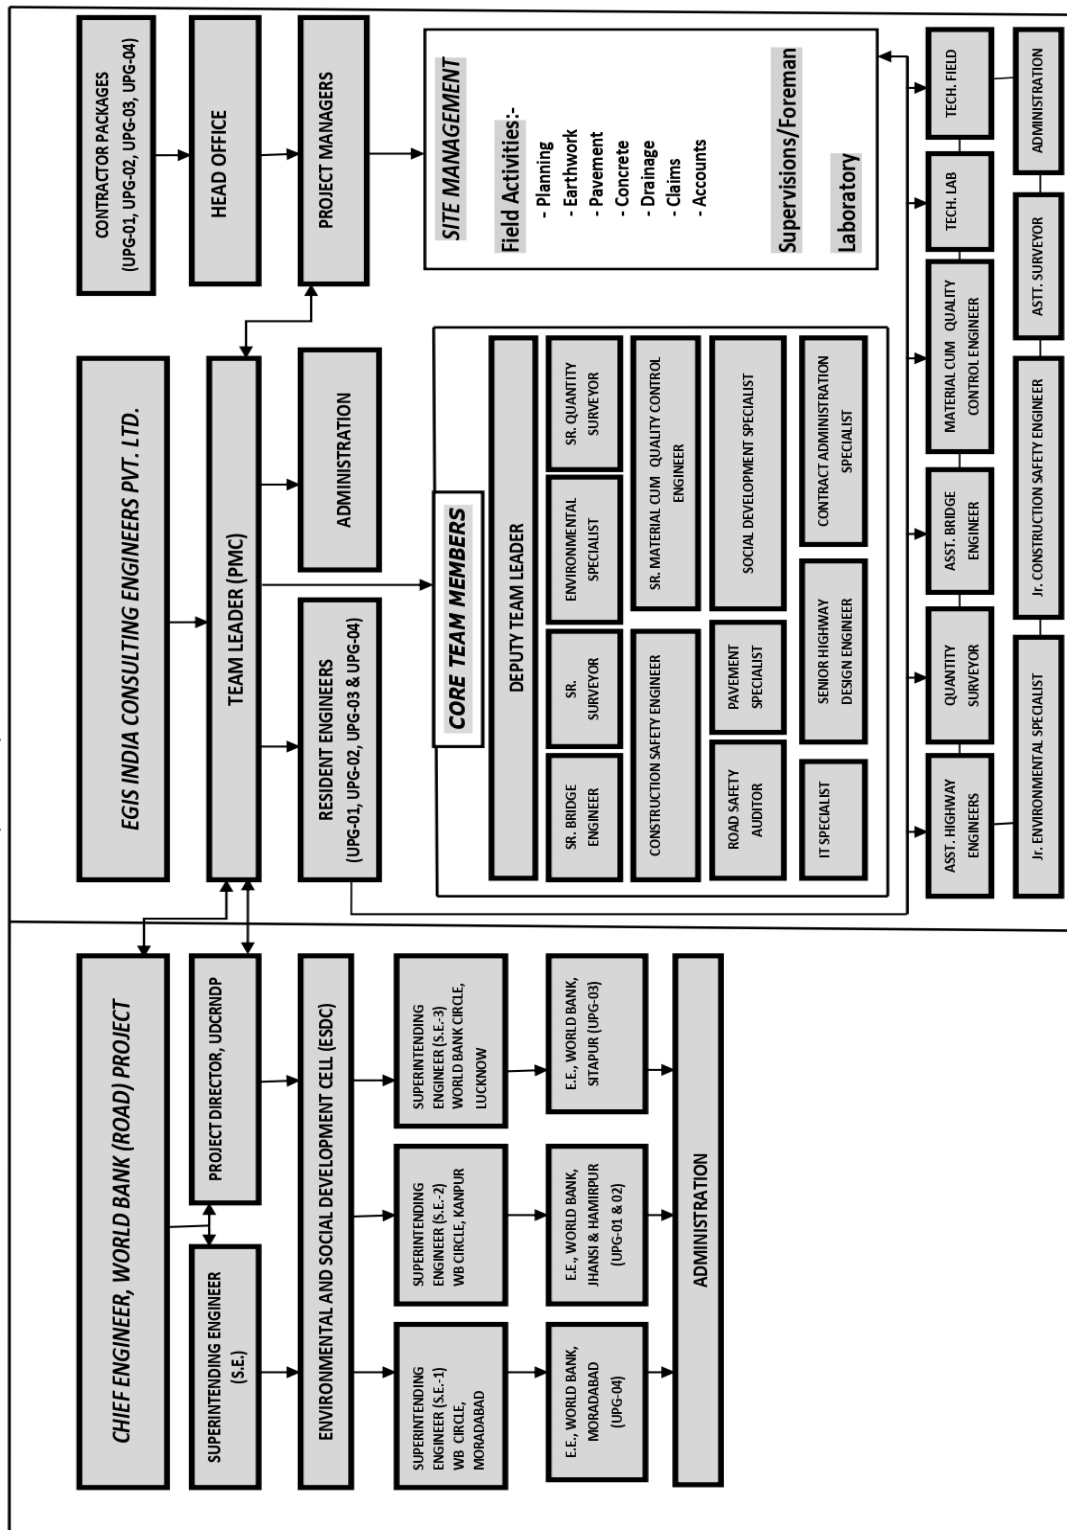 CHIEF ENGINEER, WORLD BANK (ROAD) PROJECT
SUPERINTENDING ENGINEER
(S.E.)
PROJECT DIRECTOR, UDCRNDP
ENVIRONMENTAL AND SOCIAL DEVELOPMENT CELL (ESDC)
SUPERINTENDING
ENGINEER (S.E.-1)
WB CIRCLE,
MORADABAD
SUPERINTENDING
ENGINEER (S.E.-2)
WB CIRCLE, KANPUR
SUPERINTENDING
ENGINEER (S.E.-3)
WORLD BANK CIRCLE,
LUCKNOW
E.E., WORLD BANK,
MORADABAD
(UPG-04)
E.E., WORLD BANK,
JHANSI & HAMIRPUR
(UPG-01 & 02)
E.E., WORLD BANK,
SITAPUR (UPG-03)
ADMINISTRATION
EGIS INDIA CONSULTING ENGINEERS PVT. LTD.
TEAM LEADER (PMC)
RESIDENT ENGINEERS
(UPG-01, UPG-02, UPG-03 & UPG-04)
ADMINISTRATION
CORE TEAM MEMBERS
DEPUTY TEAM LEADER
SR. BRIDGE
ENGINEER
SR.
SURVEYOR
ENVIRONMENTAL
SPECIALIST
SR. QUANTITY
SURVEYOR
CONSTRUCTION SAFETY ENGINEER
SR. MATERIAL CUM QUALITY CONTROL
ENGINEER
ROAD SAFETY
AUDITOR
PAVEMENT
SPECIALIST
SOCIAL DEVELOPMENT SPECIALIST
IT SPECIALIST
SENIOR HIGHWAY
DESIGN ENGINEER
CONTRACT ADMINISTRATION
SPECIALIST
CONTRACTOR PACKAGES
(UPG-01, UPG-02, UPG-03, UPG-04)
HEAD OFFICE
PROJECT MANAGERS
SITE MANAGEMENT
Field Activities:-
- Planning
- Earthwork
- Pavement
- Concrete
- Drainage
- Claims
- Accounts
Supervisions/Foreman
Laboratory
ASST. HIGHWAY
ENGINEERS
QUANTITY
SURVEYOR
ASST. BRIDGE
ENGINEER
MATERIAL CUM QUALITY
CONTROL ENGINEER
TECH. LAB
TECH. FIELD
Jr. ENVIRONMENTAL SPECIALIST
Jr. CONSTRUCTION SAFETY ENGINEER
ASTT. SURVEYOR
ADMINISTRATION